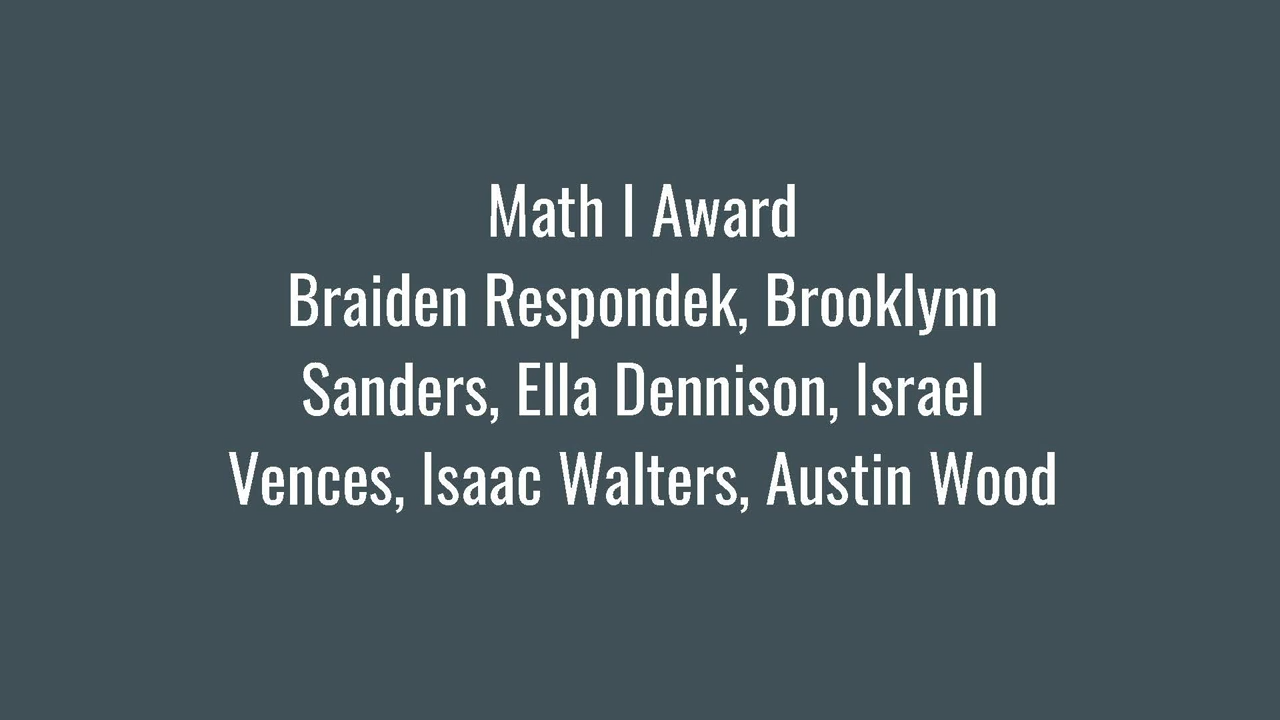 Math I Award
Braiden Respondek, Brooklynn
Sanders, Ella Dennison, Israel
Vences, Isaac Walters, Austin Wood